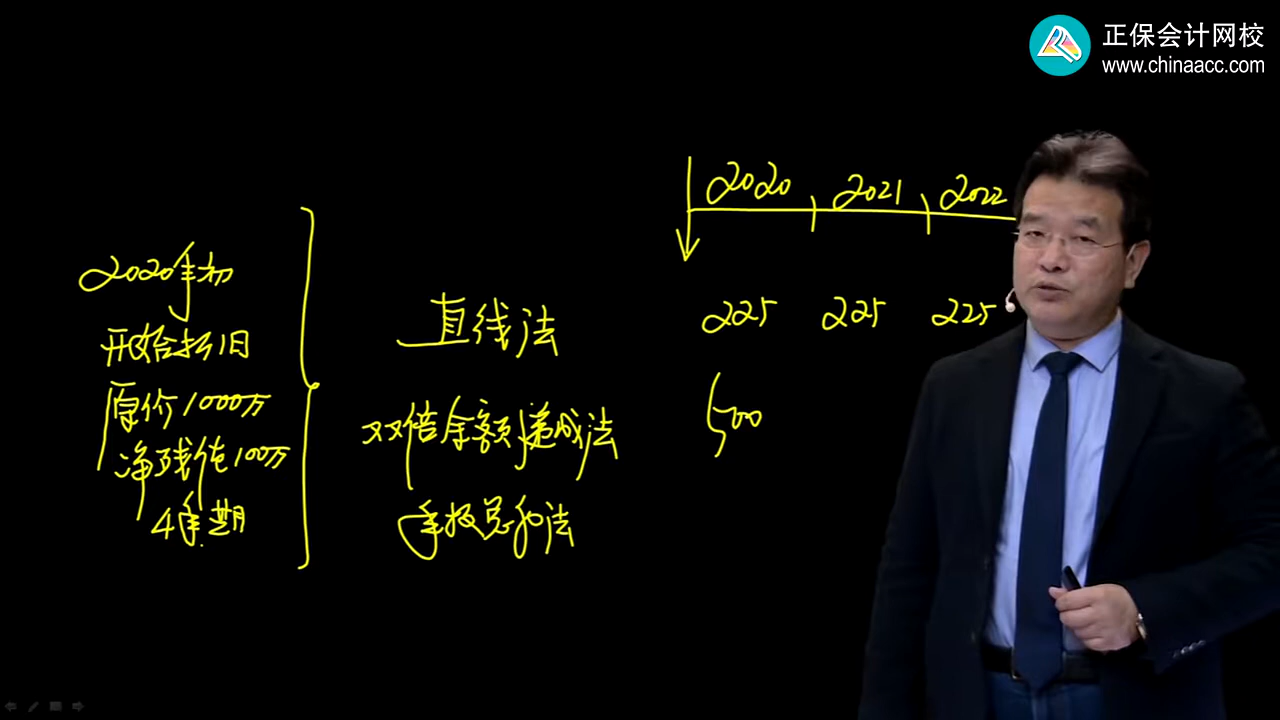 正保会计网校
www.chinaacc.com
2020 2021 2022
2020年初
开始折旧
原价1000万
净残值100万
4年期
直线法
225 225 225
双倍余额递减法
500
年数总和法